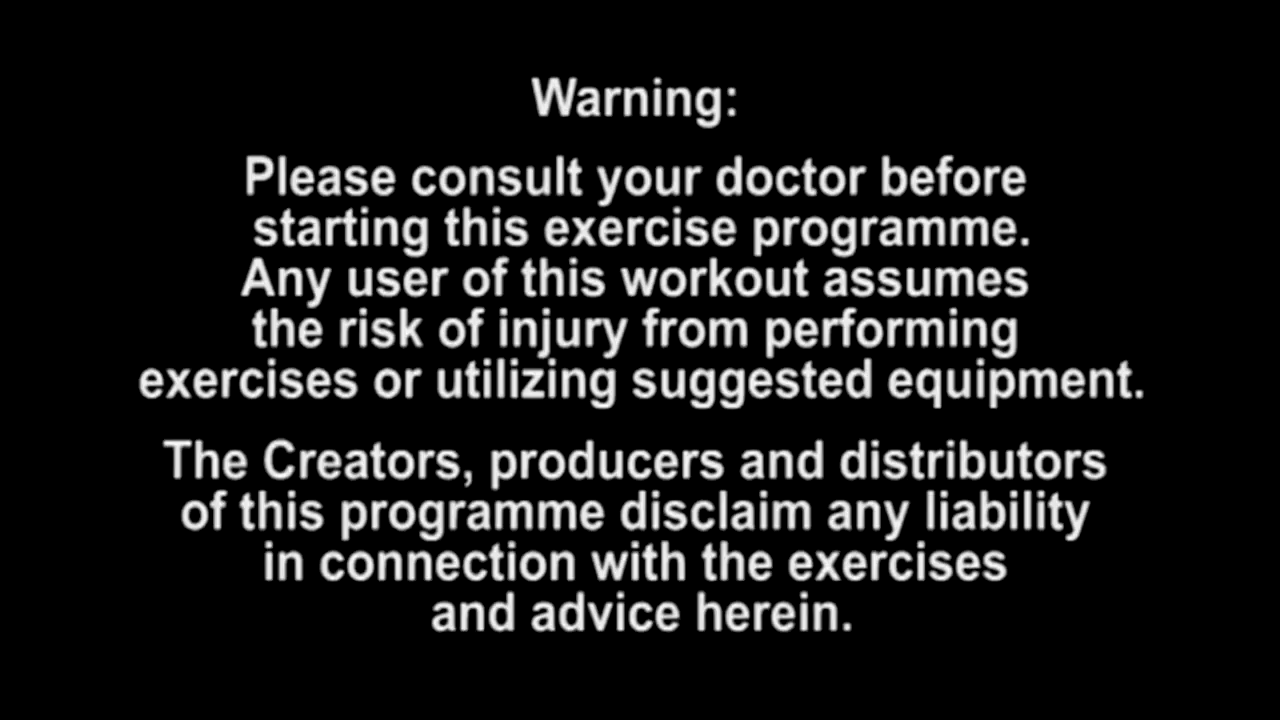 Warning:
Please consult your doctor before
starting this exercise programme.
Any user of this workout assumes
the risk of injury from performing
exercises or utilizing suggested equipment.
The Creators, producers and distributors
of this programme disclaim any liability
in connection with the exercises
and advice herein.